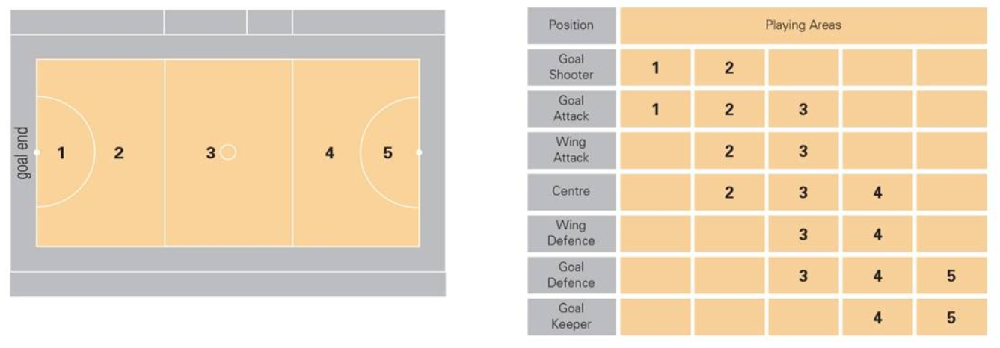 goal end
1 2 3 4 5
Position Playing Areas
Goal
Shooter
1 2
Goal
Attack
1 2 3
Wing
Attack
2 3
Centre 2 3 4
Wing
Defence
3 4
Goal
Defence
3 4 5
Goal
Keeper
4 5